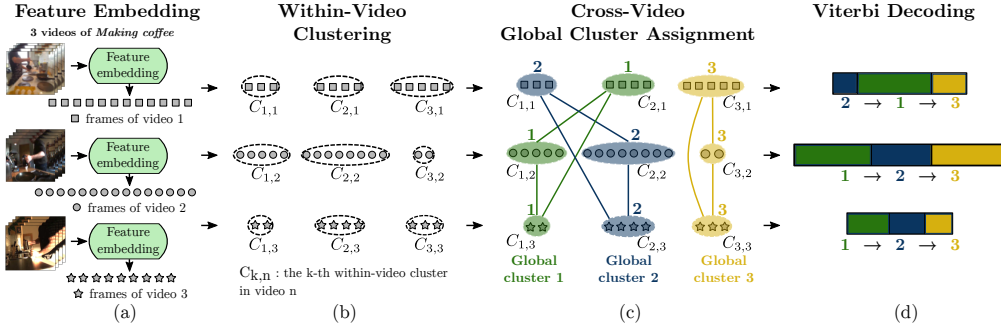 Feature Embedding
3 videos of Making coffee
Feature
embedding
frames of video 1
Feature
embedding
frames of video 2
Feature
embedding
frames of video 3
(a)
Within-Video
Clustering
C1,1 C2,1 C3,1
C1,2 C2,2 C3,2
C1,3 C2,3 C3,3
Ck,n : the k-th within-video cluster
in video n
(b)
Cross-Video
Global Cluster Assignment
2 1 3
C1,1 C2,1 C3,1
1 2 3
C1,2 C2,2 C3,2
1 2 3
C1,3 C2,3 C3,3
Global Global Global
cluster 1 cluster 2 cluster 3
(c)
Viterbi Decoding
2 → 1 → 3
1 → 2 → 3
1 → 2 → 3
(d)